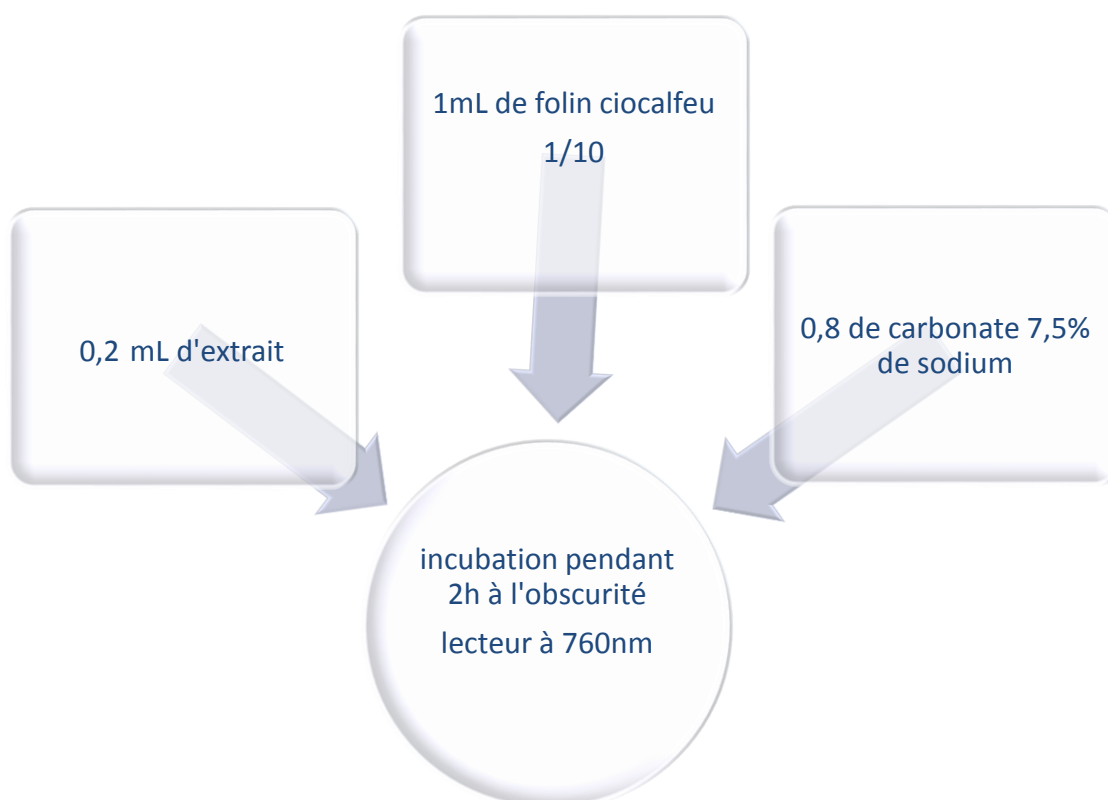 1mL de folin ciocalfeu
1/10
0,2 mL d'extrait
0,8 de carbonate 7,5%
de sodium
incubation pendant
2h à l'obscurité
lecteur à 760nm